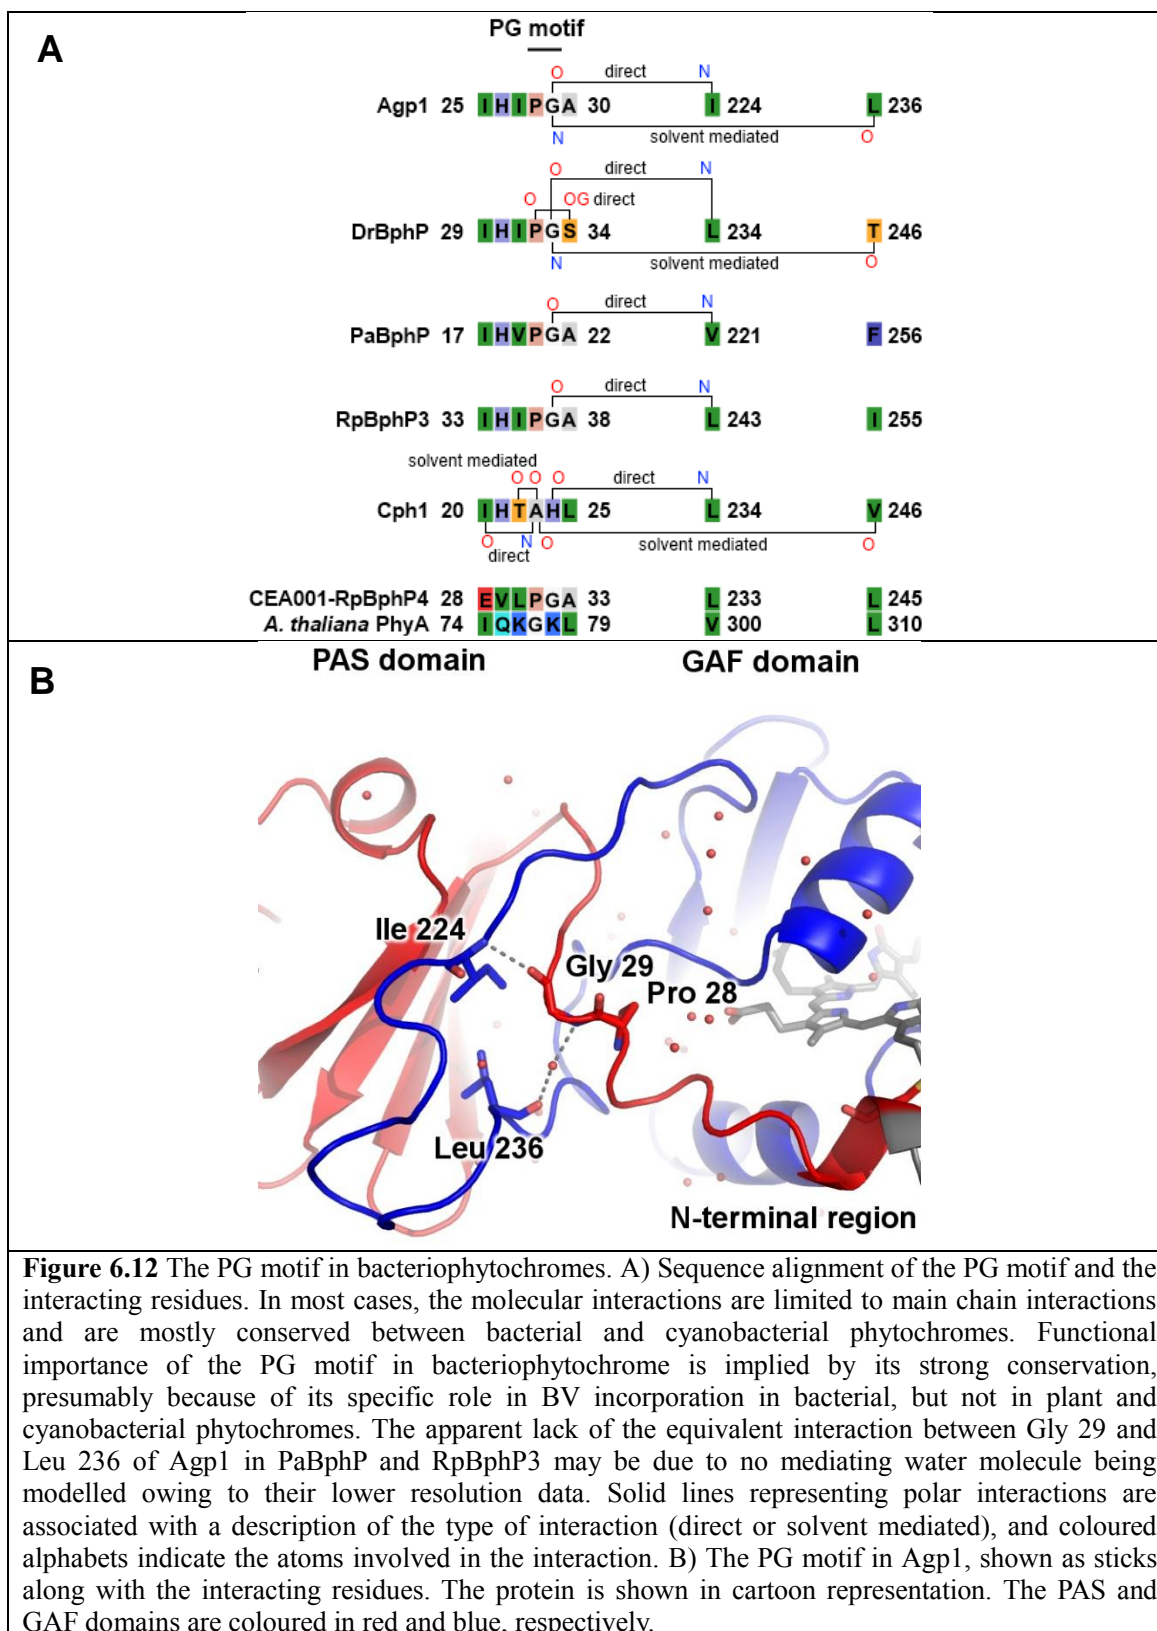 A
PG motif
O direct N
Agp1 25 IHIPGA 30 I 224 L 236
N solvent mediated O
O direct N
O OG direct
DrBphP 29 IHIPGS 34 L 234 T 246
N solvent mediated O
O direct N
PaBphP 17 IHVPGA 22 V 221 F 256
O direct N
RpBphP3 33 IHIPGA 38 L 243 I 255
solvent mediated
O O O direct N
Cph1 20 IHTAHL 25 L 234 V 246
O N O solvent mediated O
direct
CEA001-RpBphP4 28 EVLPGA 33 L 233 L 245
A. thaliana PhyA 74 IQKGKL 79 V 300 L 310
B
PAS domain GAF domain
Ile 224
Gly 29
Pro 28
Leu 236
N-terminal region
Figure 6.12 The PG motif in bacteriophytochromes. A) Sequence alignment of the PG motif and the
interacting residues. In most cases, the molecular interactions are limited to main chain interactions
and are mostly conserved between bacterial and cyanobacterial phytochromes. Functional
importance of the PG motif in bacteriophytochrome is implied by its strong conservation,
presumably because of its specific role in BV incorporation in bacterial, but not in plant and
cyanobacterial phytochromes. The apparent lack of the equivalent interaction between Gly 29 and
Leu 236 of Agp1 in PaBphP and RpBphP3 may be due to no mediating water molecule being
modelled owing to their lower resolution data. Solid lines representing polar interactions are
associated with a description of the type of interaction (direct or solvent mediated), and coloured
alphabets indicate the atoms involved in the interaction. B) The PG motif in Agp1, shown as sticks
along with the interacting residues. The protein is shown in cartoon representation. The PAS and
GAF domains are coloured in red and blue, respectively.